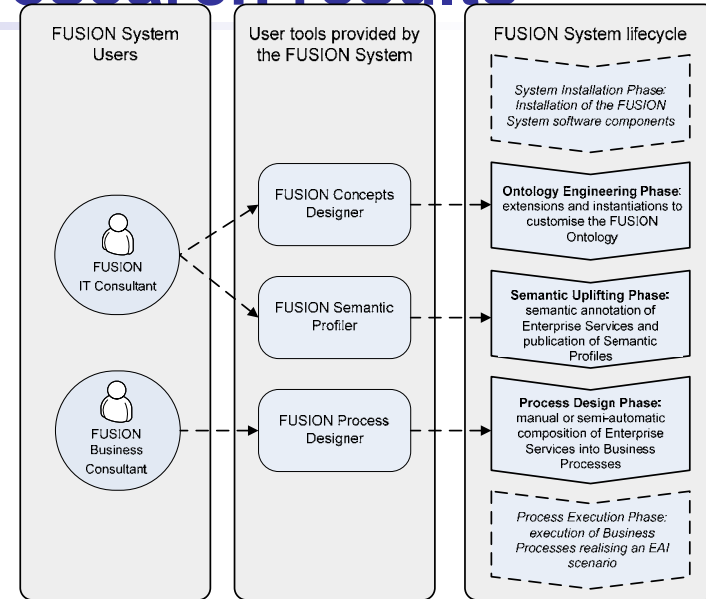 FUSION System
Users
User tools provided by
the FUSION System
FUSION System lifecycle
System Installation Phase:
Installation of the FUSION
System software components
FUSION Concepts
Designer
Ontology Engineering Phase:
extensions and instantiations to
customise the FUSION
Ontology
FUSION
IT Consultant
FUSION Semantic
Profiler
Semantic Uplifting Phase:
semantic annotation of
Enterprise Services and
publication of Semantic
Profiles
FUSION
Business
Consultant
FUSION Process
Designer
Process Design Phase:
manual or semi-automatic
composition of Enterprise
Services into Business
Processes
Process Execution Phase:
execution of Business
Processes realising an EAI
scenario